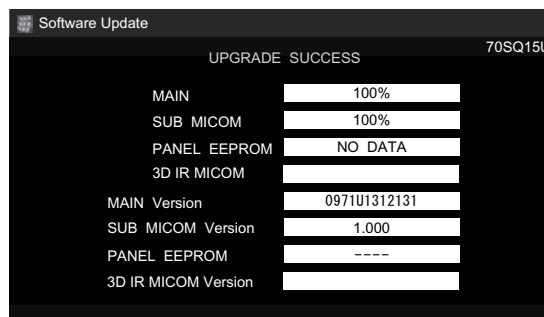 Software Update
70SQ15U
UPGRADE SUCCESS
MAIN 100%
SUB MICOM 100%
PANEL EEPROM NO DATA
3D IR MICOM
MAIN Version 0971U1312131
SUB MICOM Version 1.000
PANEL EEPROM ----
3D IR MICOM Version